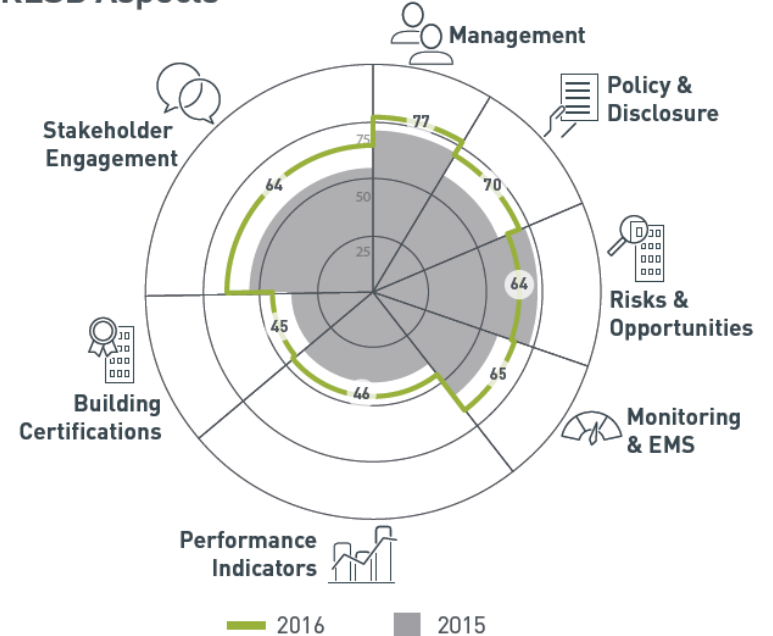 Management
Policy &
Disclosure
Stakeholder
Engagement
77
75
70
64
50
25
64
Risks &
Opportunities
45
65
46
Building
Certifications
Monitoring
& EMS
Performance
Indicators
2016
2015